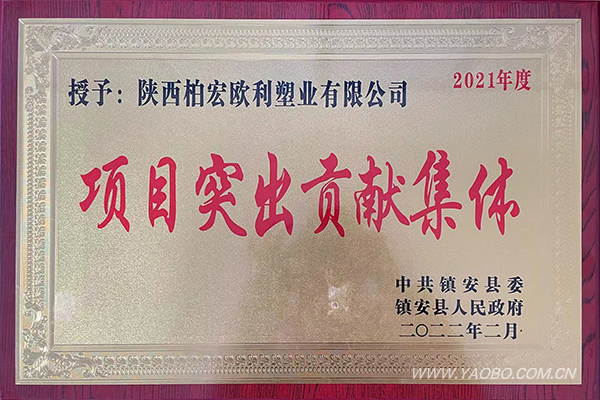 2021年度
授予：陕西柏宏欧利塑业有限公司
项目突出贡献集体
中共镇安县委
镇安县人民政府
二〇二二年二月
WWW.YAOBO.COM.CN